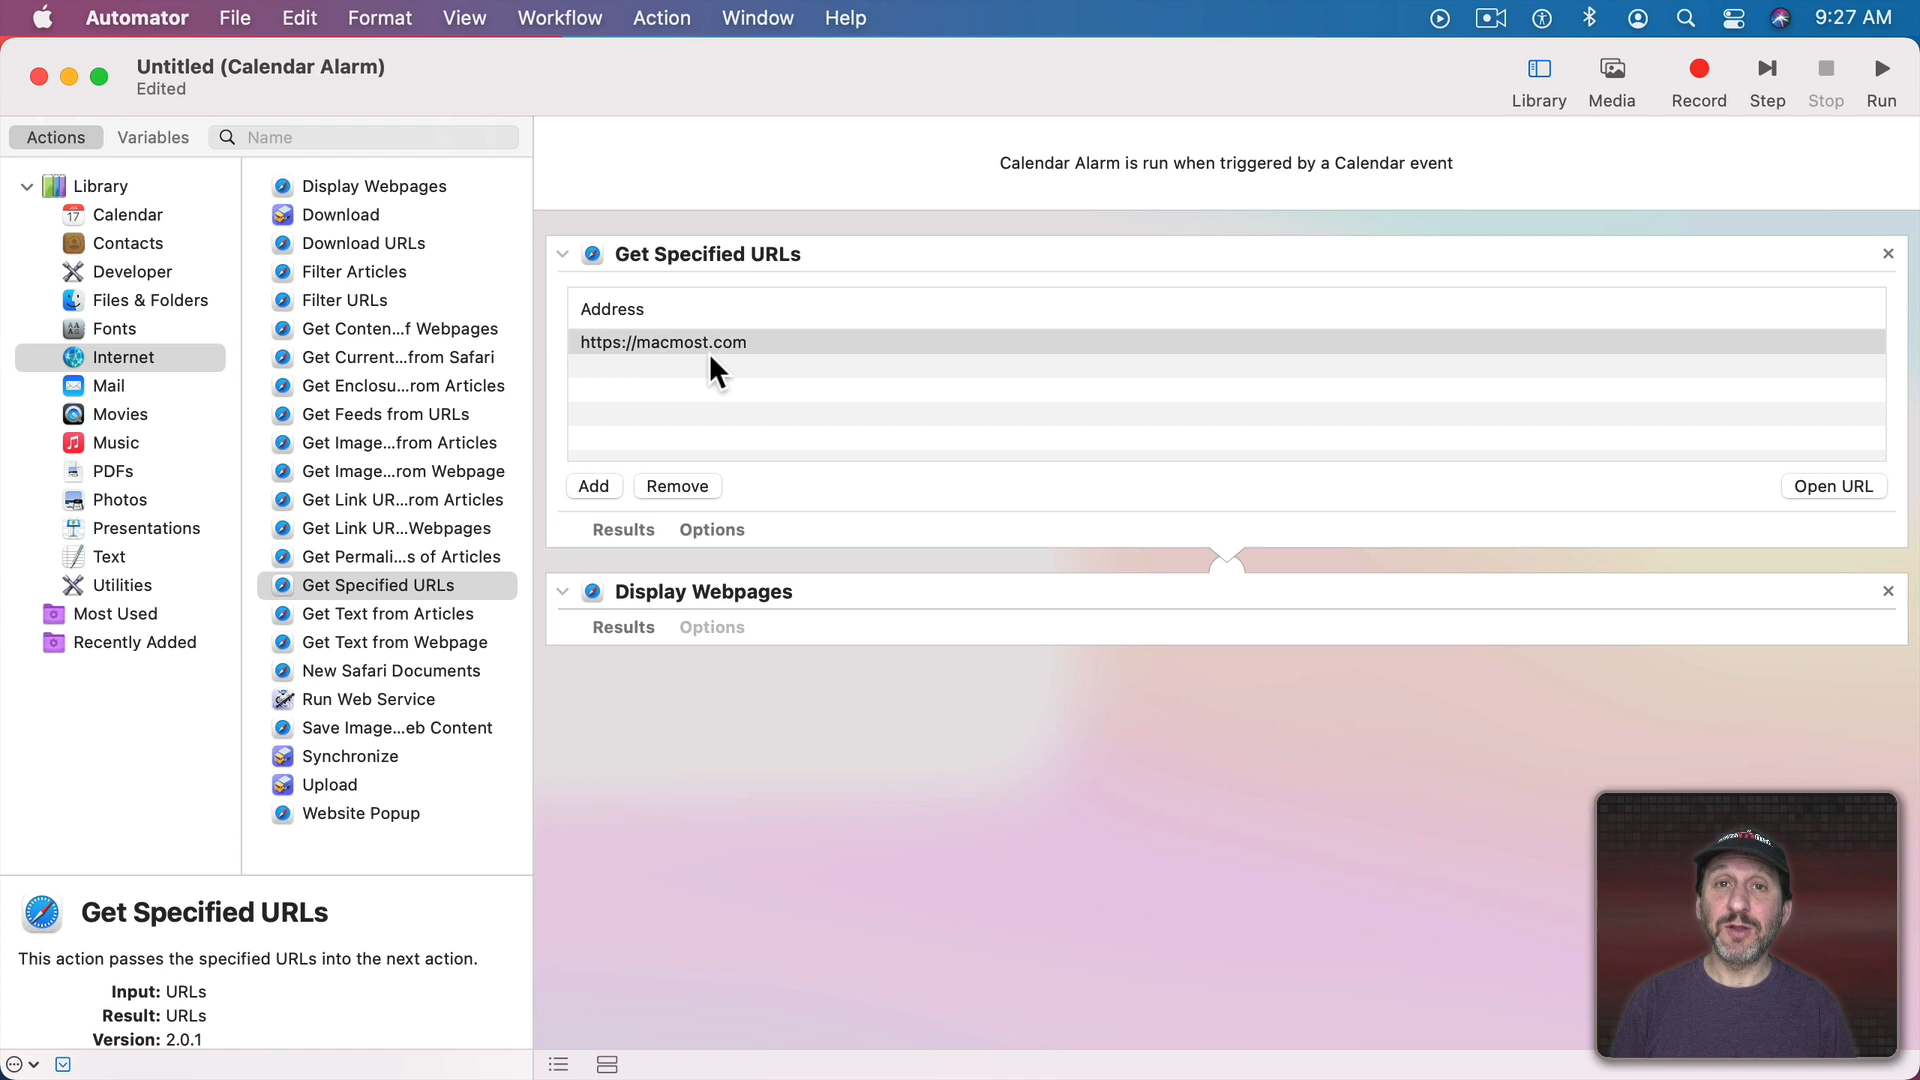 Automator File Edit Format View Workflow Action Window Help 9:27 AM
Untitled (Calendar Alarm)
Edited
Library Media Record Step Stop Run
Actions Variables Name
Calendar Alarm is run when triggered by a Calendar event
Library
Calendar
Contacts
Developer
Files & Folders
Fonts
Internet
Mail
Movies
Music
PDFs
Photos
Presentations
Text
Utilities
Most Used
Recently Added
Display Webpages
Download
Download URLs
Filter Articles
Filter URLs
Get Conten...f Webpages
Get Current...from Safari
Get Enclosu...rom Articles
Get Feeds from URLs
Get Image...from Articles
Get Image...rom Webpage
Get Link UR...rom Articles
Get Link UR...Webpages
Get Permali...s of Articles
Get Specified URLs
Get Text from Articles
Get Text from Webpage
New Safari Documents
Run Web Service
Save Image...eb Content
Synchronize
Upload
Website Popup
Get Specified URLs
Address
https://macmost.com
Add Remove Open URL
Results Options
Display Webpages
Results Options
Get Specified URLs
This action passes the specified URLs into the next action.
Input: URLs
Result: URLs
Version: 2.0.1